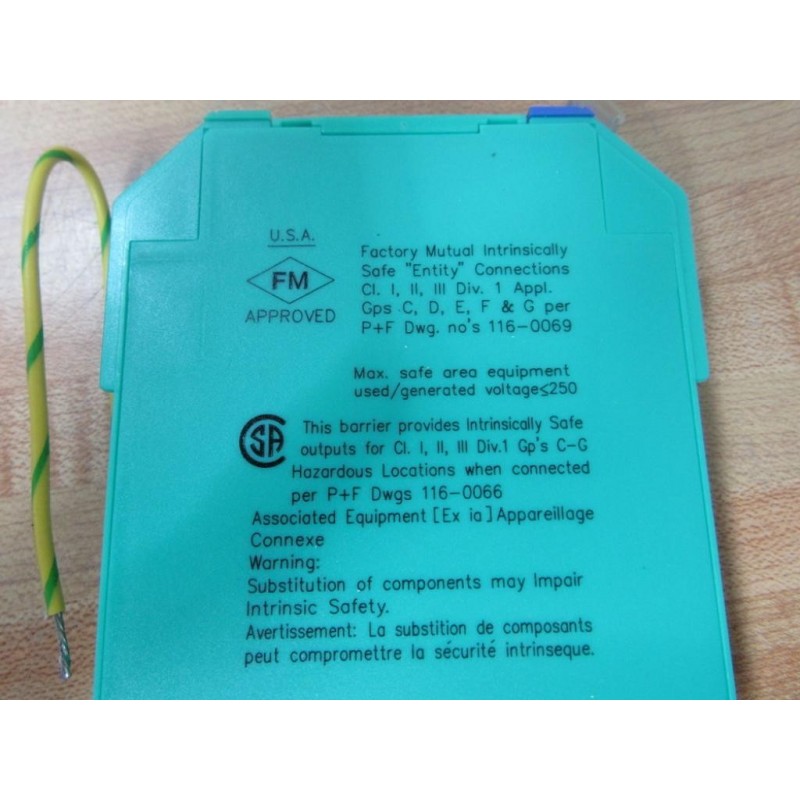 U.S.A.
FM
APPROVED
Factory Mutual Intrinsically
Safe "Entity" Connections
Cl. I, II, III Div. 1 Appl.
Gps C, D, E, F & G per
P+F Dwg. no's 116-0069
Max. safe area equipment
used/generated voltage≤250
SA This barrier provides Intrinsically Safe
outputs for Cl. I, II, III Div.1 Gp's C-G
Hazardous Locations when connected
per P+F Dwgs 116-0066
Associated Equipment [Ex ia] Appareillage
Connexe
Warning:
Substitution of components may Impair
Intrinsic Safety.
Avertissement: La substition de composants
peut compromettre la sécurité intrinseque.